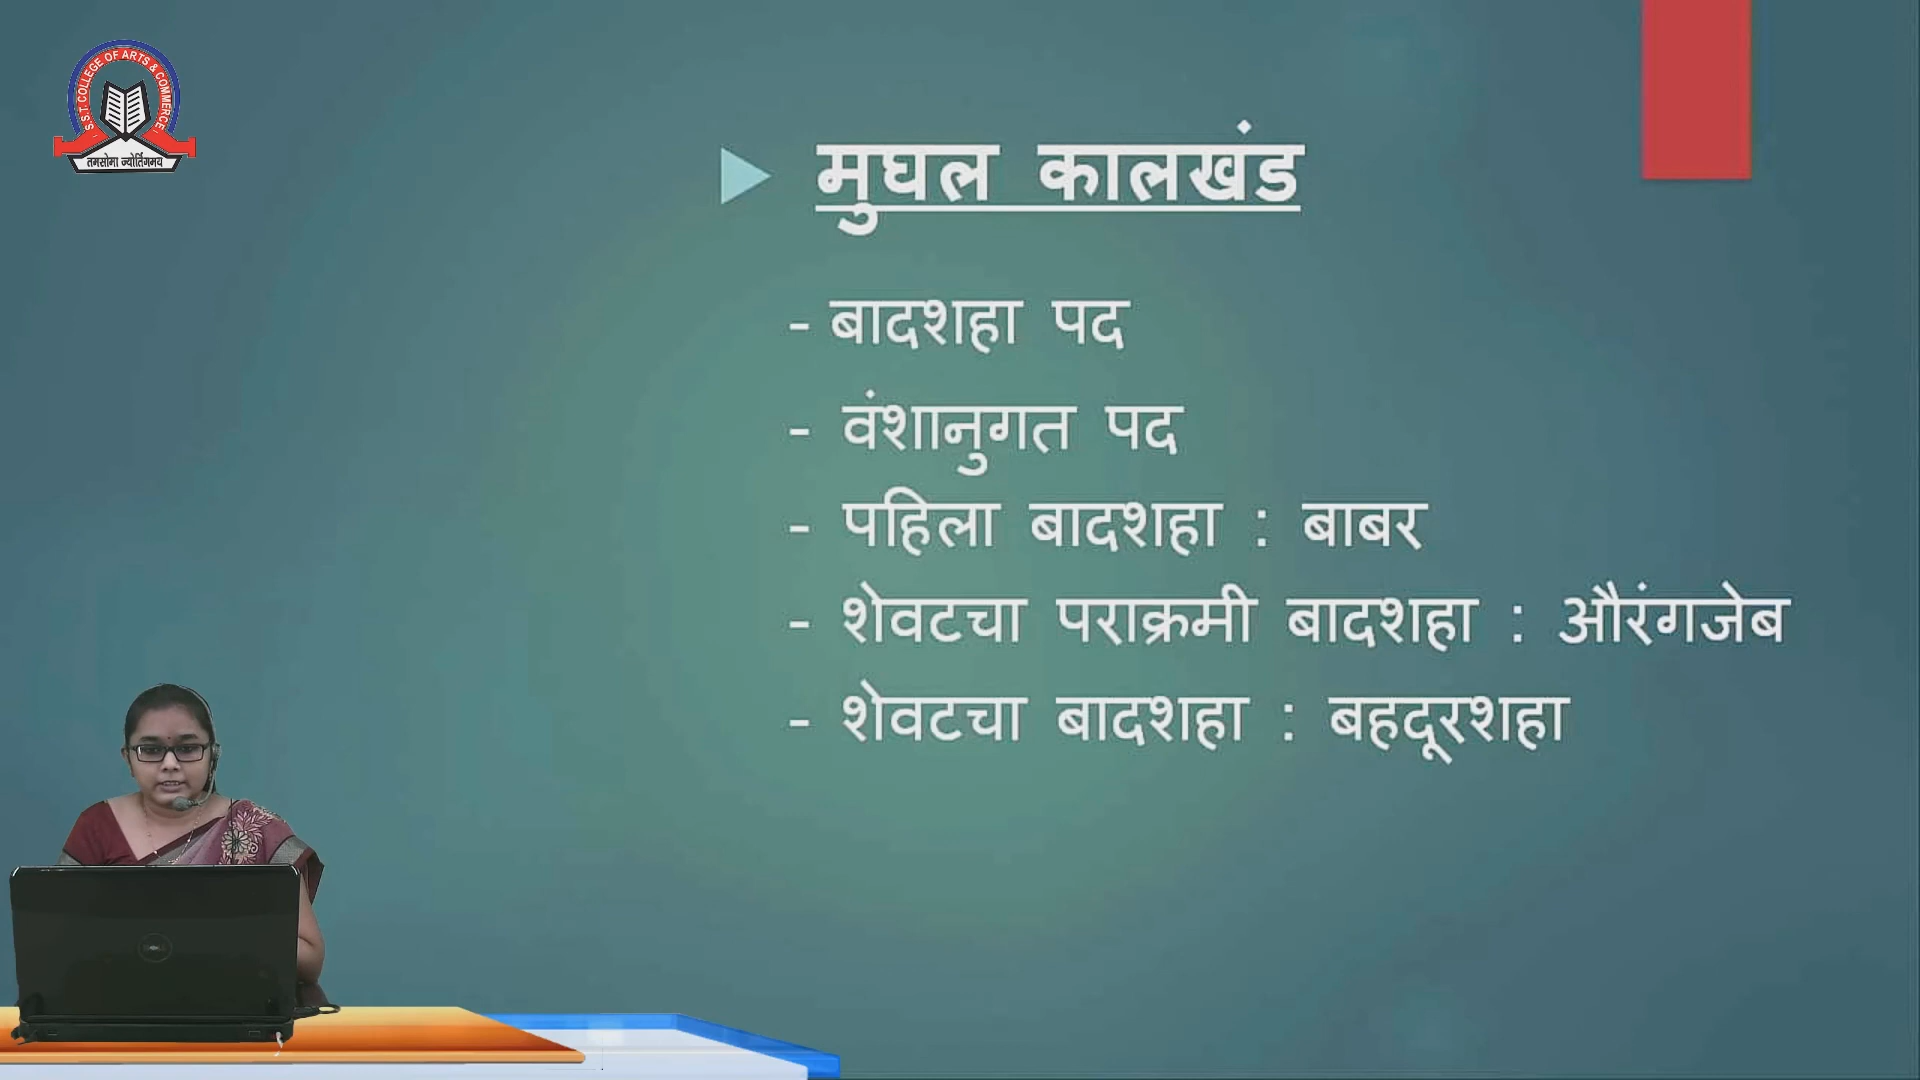 S.S.T. COLLEGE OF ARTS & COMMERCE
तमसोमा ज्योतिंगमय
मुघल कालखंड
- बादशहा पद
- वंशानुगत पद
- पहिला बादशहा : बाबर
- शेवटचा पराक्रमी बादशहा : औरंगजेब
- शेवटचा बादशहा : बहदूरशहा